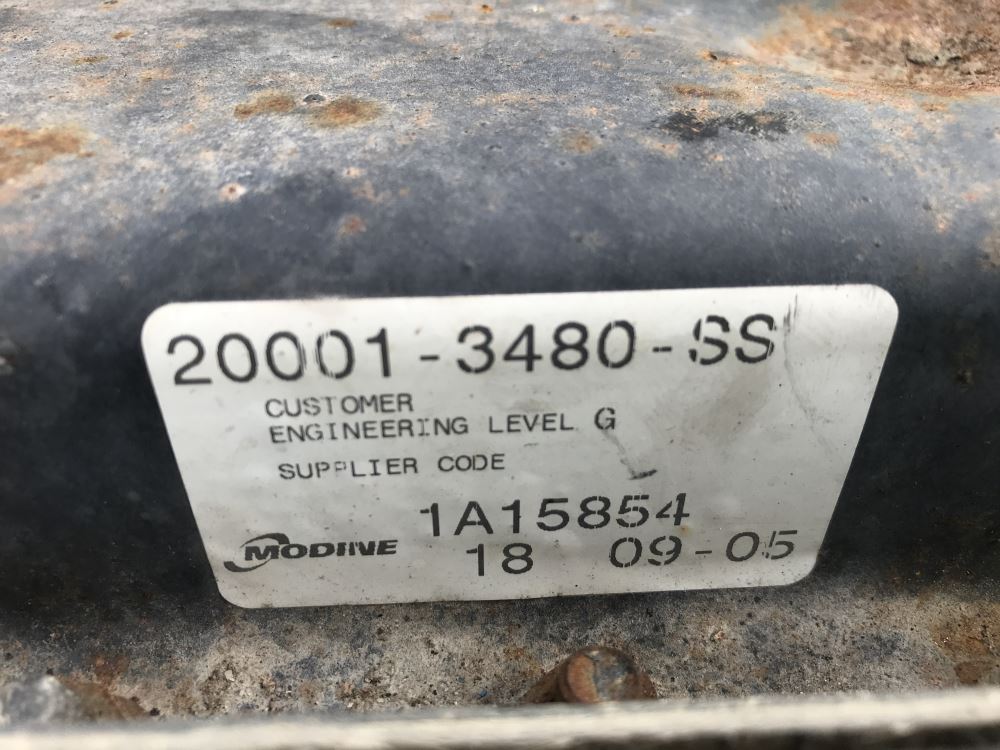 20001-3480-SS
CUSTOMER
ENGINEERING LEVEL G
SUPPLIER CODE
1A15854
MODINE 18 09-05